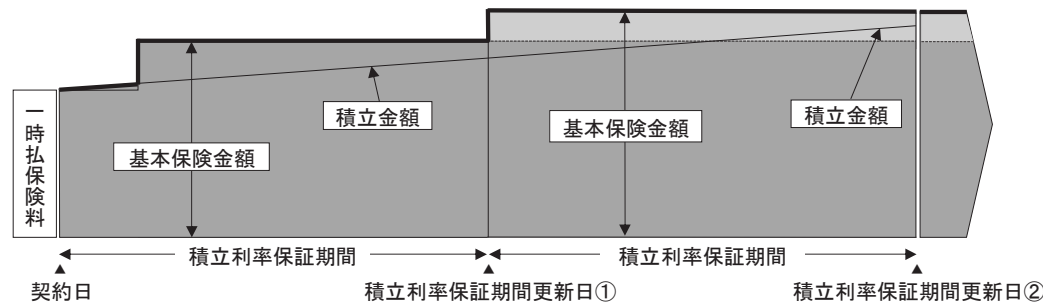 一時払保険料
積立金額
積立金額
基本保険金額
基本保険金額
積立利率保証期間
積立利率保証期間
契約日
積立利率保証期間更新日①
積立利率保証期間更新日②